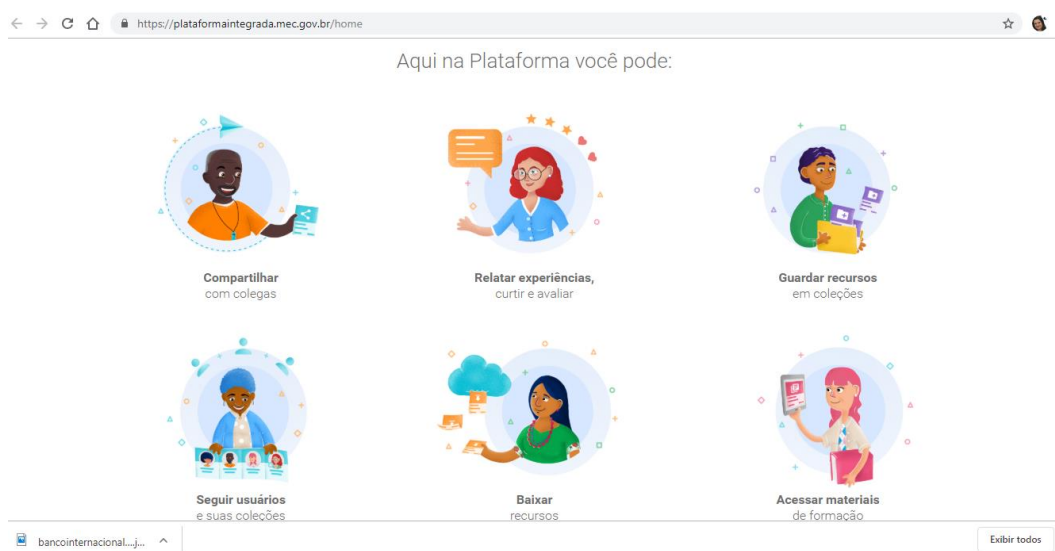 https://plataformaintegrada.mec.gov.br/home
Aqui na Plataforma você pode:
Compartilhar
com colegas
Relatar experiências,
curtir e avaliar
Guardar recursos
em coleções
Seguir usuários
e suas coleções
Baixar
recursos
Acessar materiais
de formação
bancointernacional....j...
Exibir todos